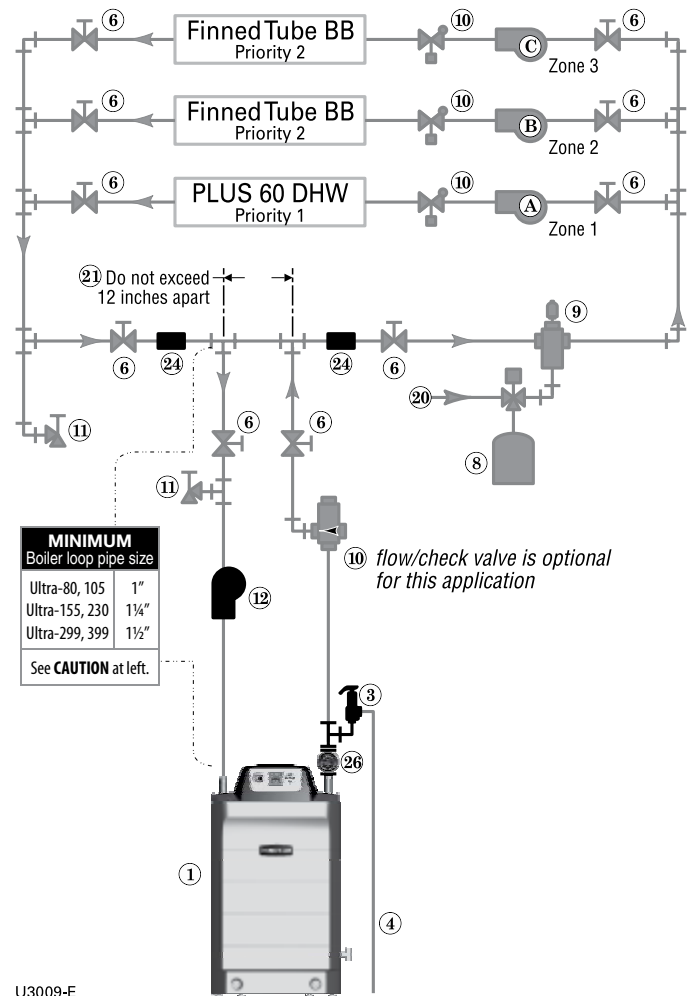 6
Finned Tube BB
Priority 2
10
C
6
Zone 3
6
Finned Tube BB
Priority 2
10
B
6
Zone 2
6
PLUS 60 DHW
Priority 1
10
A
6
Zone 1
21 Do not exceed
12 inches apart
9
6
24
24
6
20
11
6
6
8
11
MINIMUM
Boiler loop pipe size
Ultra-80, 105 1”
Ultra-155, 230 1¼”
Ultra-299, 399 1½”
See CAUTION at left.
10 flow/check valve is optional
for this application
12
3
26
1
4
U3009-F